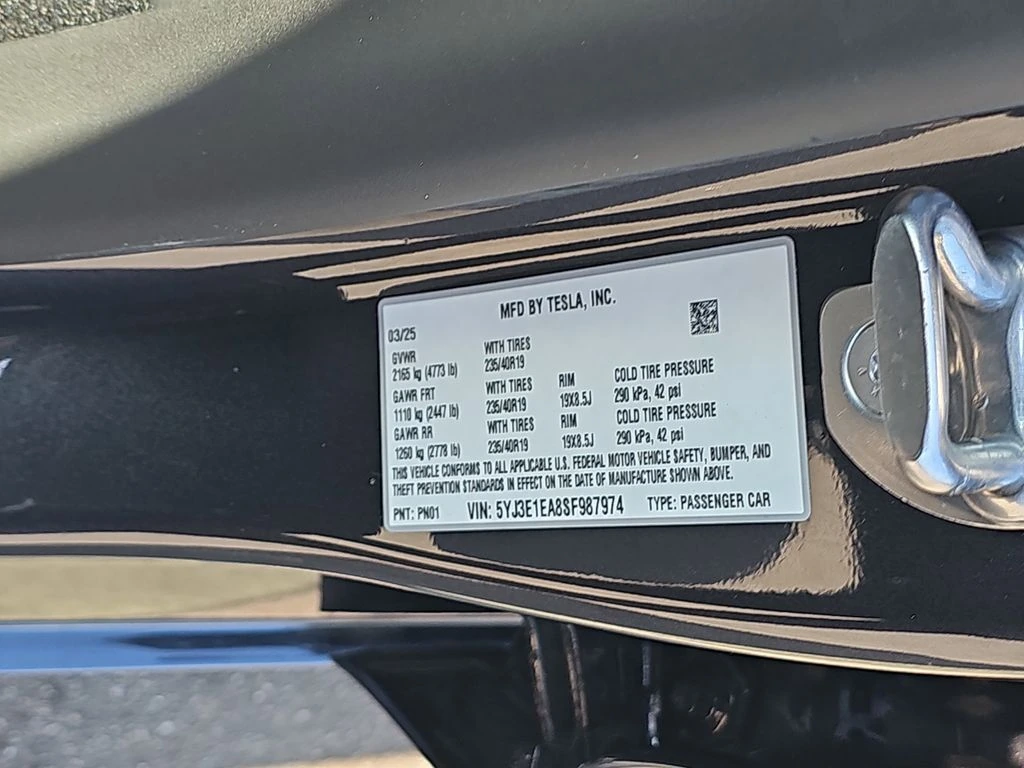 MFD BY TESLA, INC.
03/25
GVWR WITH TIRES
2165 kg (4773 lb) 235/40R19
GAWR FRT WITH TIRES RIM COLD TIRE PRESSURE
1110 kg (2447 lb) 235/40R19 19X8.5J 290 kPa, 42 psi
GAWR RR WITH TIRES RIM COLD TIRE PRESSURE
1260 kg (2778 lb) 235/40R19 19X8.5J 290 kPa, 42 psi
THIS VEHICLE CONFORMS TO ALL APPLICABLE U.S. FEDERAL MOTOR VEHICLE SAFETY, BUMPER, AND
THEFT PREVENTION STANDARDS IN EFFECT ON THE DATE OF MANUFACTURE SHOWN ABOVE.
PNT: PN01 VIN: 5YJ3E1EA8SF987974 TYPE: PASSENGER CAR